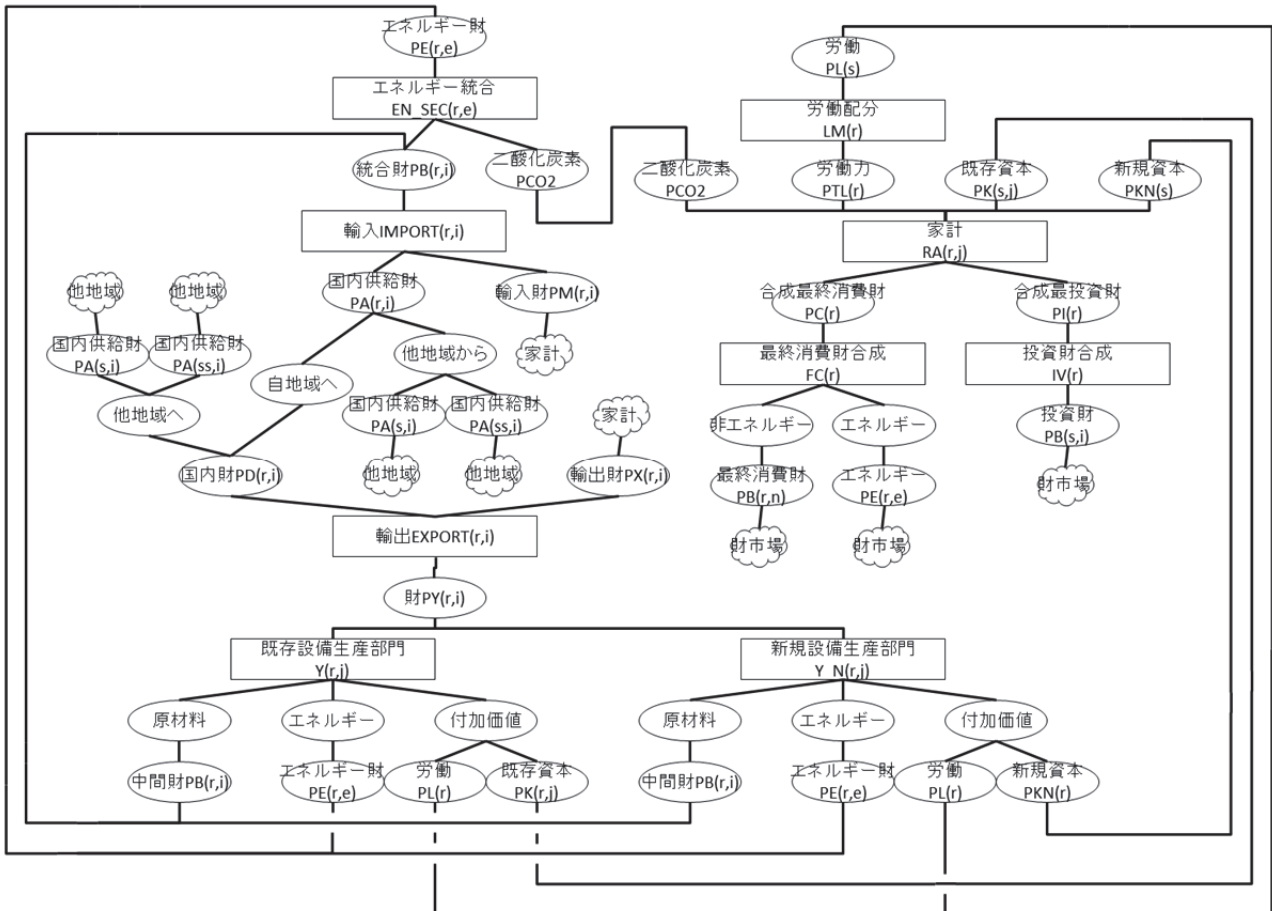 エネルギー財
PE(r,e)
エネルギー統合
EN_SEC(r,e)
統合財PB(r,i)
二酸化炭素
PCO2
輸入IMPORT(r,i)
他地域
他地域
国内供給財
PA(s,i)
国内供給財
PA(ss,i)
他地域へ
国内供給財
PA(r,i)
輸入財PM(r,i)
家計
自地域へ
他地域から
国内供給財
PA(s,i)
国内供給財
PA(ss,i)
他地域
他地域
家計
国内財PD(r,i)
輸出財PX(r,i)
輸出EXPORT(r,i)
財PY(r,i)
労働
PL(s)
労働配分
LM(r)
二酸化炭素
PCO2
労働力
PTL(r)
既存資本
PK(s,j)
新規資本
PKN(s)
家計
RA(r,j)
合成最終消費財
PC(r)
合成最投資財
PI(r)
最終消費財合成
FC(r)
投資財合成
IV(r)
非エネルギー
エネルギー
投資財
PB(s,i)
最終消費財
PB(r,n)
エネルギー
PE(r,e)
財市場
財市場
財市場
既存設備生産部門
Y(r,j)
原材料
エネルギー
付加価値
中間財PB(r,i)
エネルギー財
PE(r,e)
労働
PL(r)
既存資本
PK(r,j)
新規設備生産部門
Y_N(r,j)
原材料
エネルギー
付加価値
中間財PB(r,i)
エネルギー財
PE(r,e)
労働
PL(r)
新規資本
PKN(r)